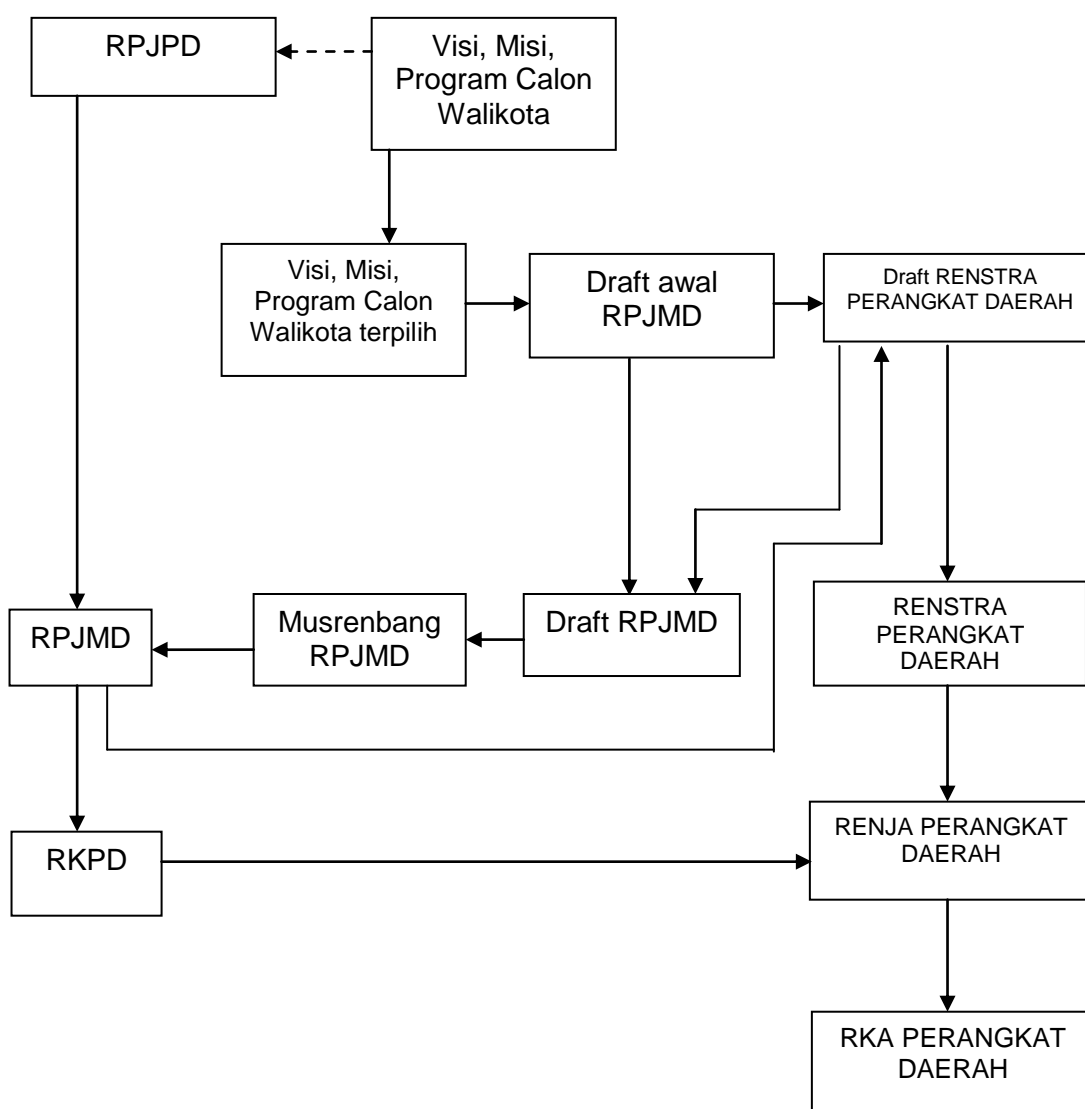 RPJPD
Visi, Misi,
Program Calon
Walikota
Visi, Misi,
Program Calon
Walikota terpilih
Draft awal
RPJMD
Draft RENSTRA
PERANGKAT DAERAH
RPJMD
Musrenbang
RPJMD
Draft RPJMD
RENSTRA
PERANGKAT
DAERAH
RKPD
RENJA PERANGKAT
DAERAH
RKA PERANGKAT
DAERAH